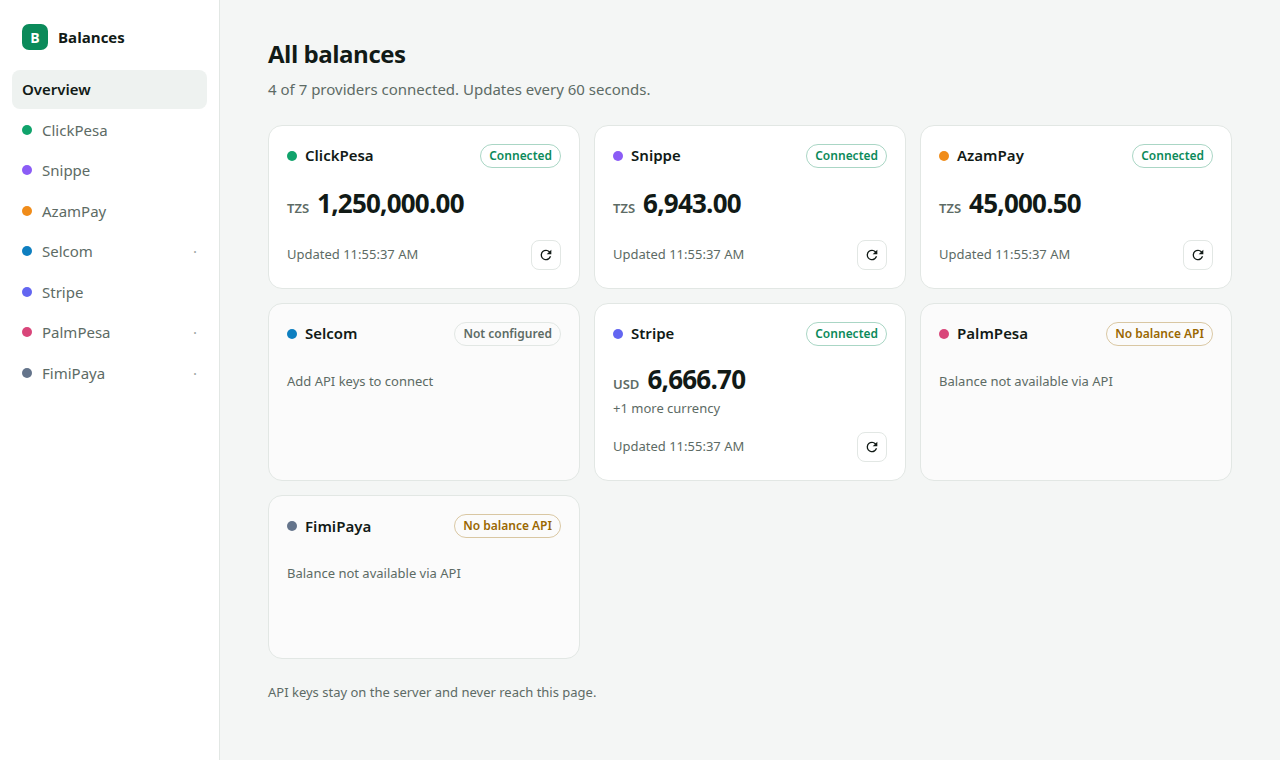 B Balances
Overview
ClickPesa
Snippe
AzamPay
Selcom ·
Stripe
PalmPesa ·
FimiPaya ·
All balances
4 of 7 providers connected. Updates every 60 seconds.
ClickPesa Connected
TZS 1,250,000.00
Updated 11:55:37 AM
Snippe Connected
TZS 6,943.00
Updated 11:55:37 AM
AzamPay Connected
TZS 45,000.50
Updated 11:55:37 AM
Selcom Not configured
Add API keys to connect
Stripe Connected
USD 6,666.70
+1 more currency
Updated 11:55:37 AM
PalmPesa No balance API
Balance not available via API
FimiPaya No balance API
Balance not available via API
API keys stay on the server and never reach this page.